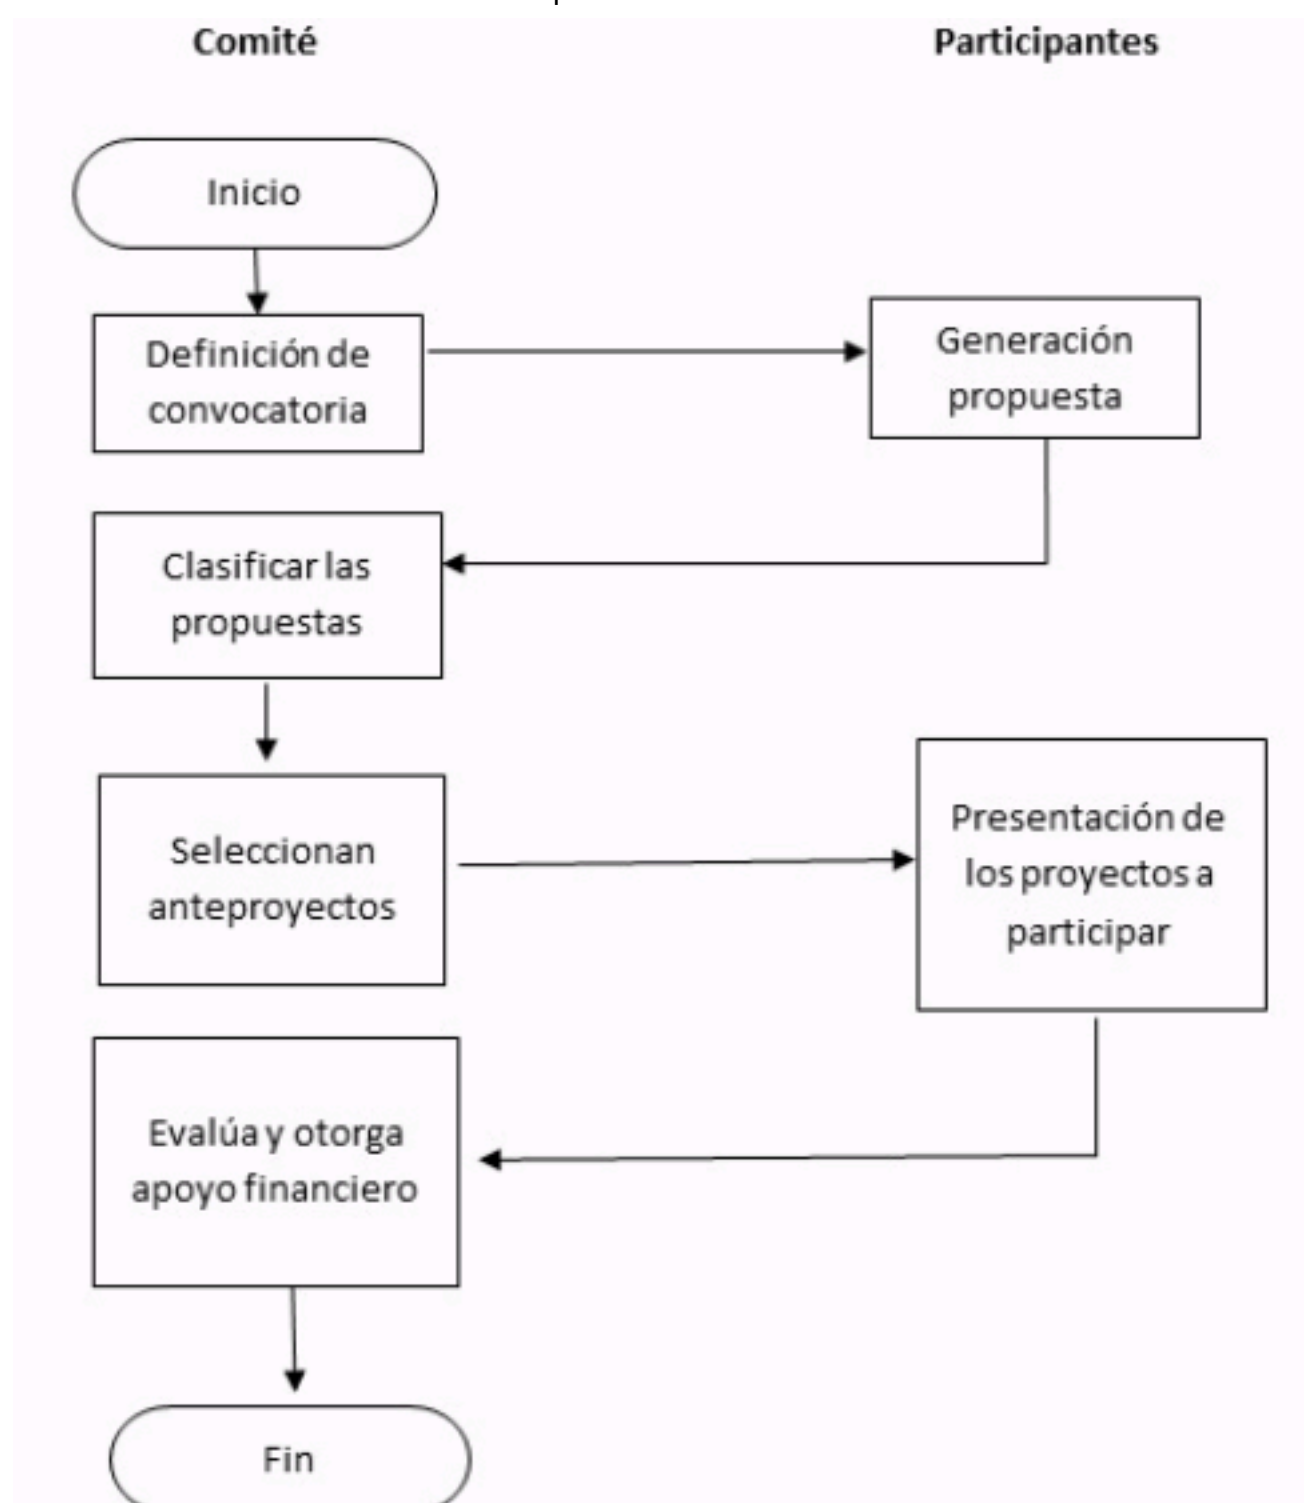 Comité
Participantes
Inicio
Definición de
convocatoria
Generación
propuesta
Clasificar las
propuestas
Seleccionan
anteproyectos
Presentación de
los proyectos a
participar
Evalúa y otorga
apoyo financiero
Fin